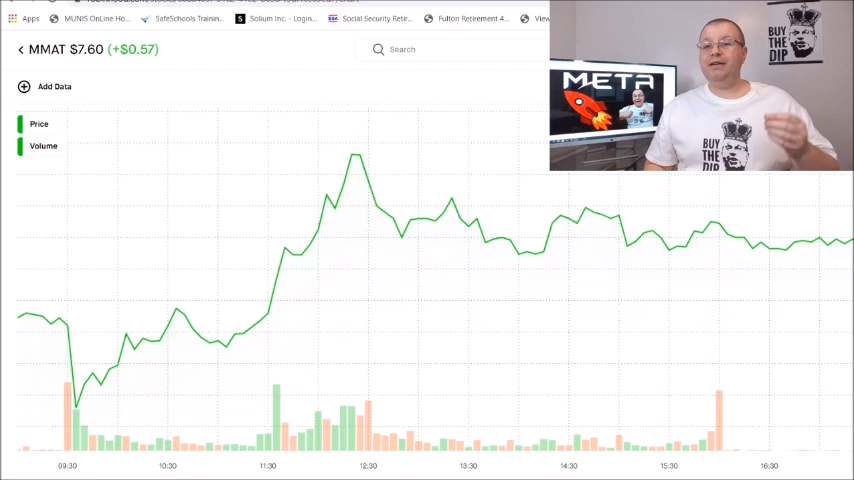 Apps
MUNIS OnLine Ho...
SafeSchools Trainin...
Solium Inc. - Login...
Social Security Retir...
Fulton Retirement 4...
View
MMAT $7.60 (+$0.57)
Search
Add Data
Price
Volume
META
BUY
THE
DIP
BUY
THE
DIP
09:30
10:30
11:30
12:30
13:30
14:30
15:30
16:30